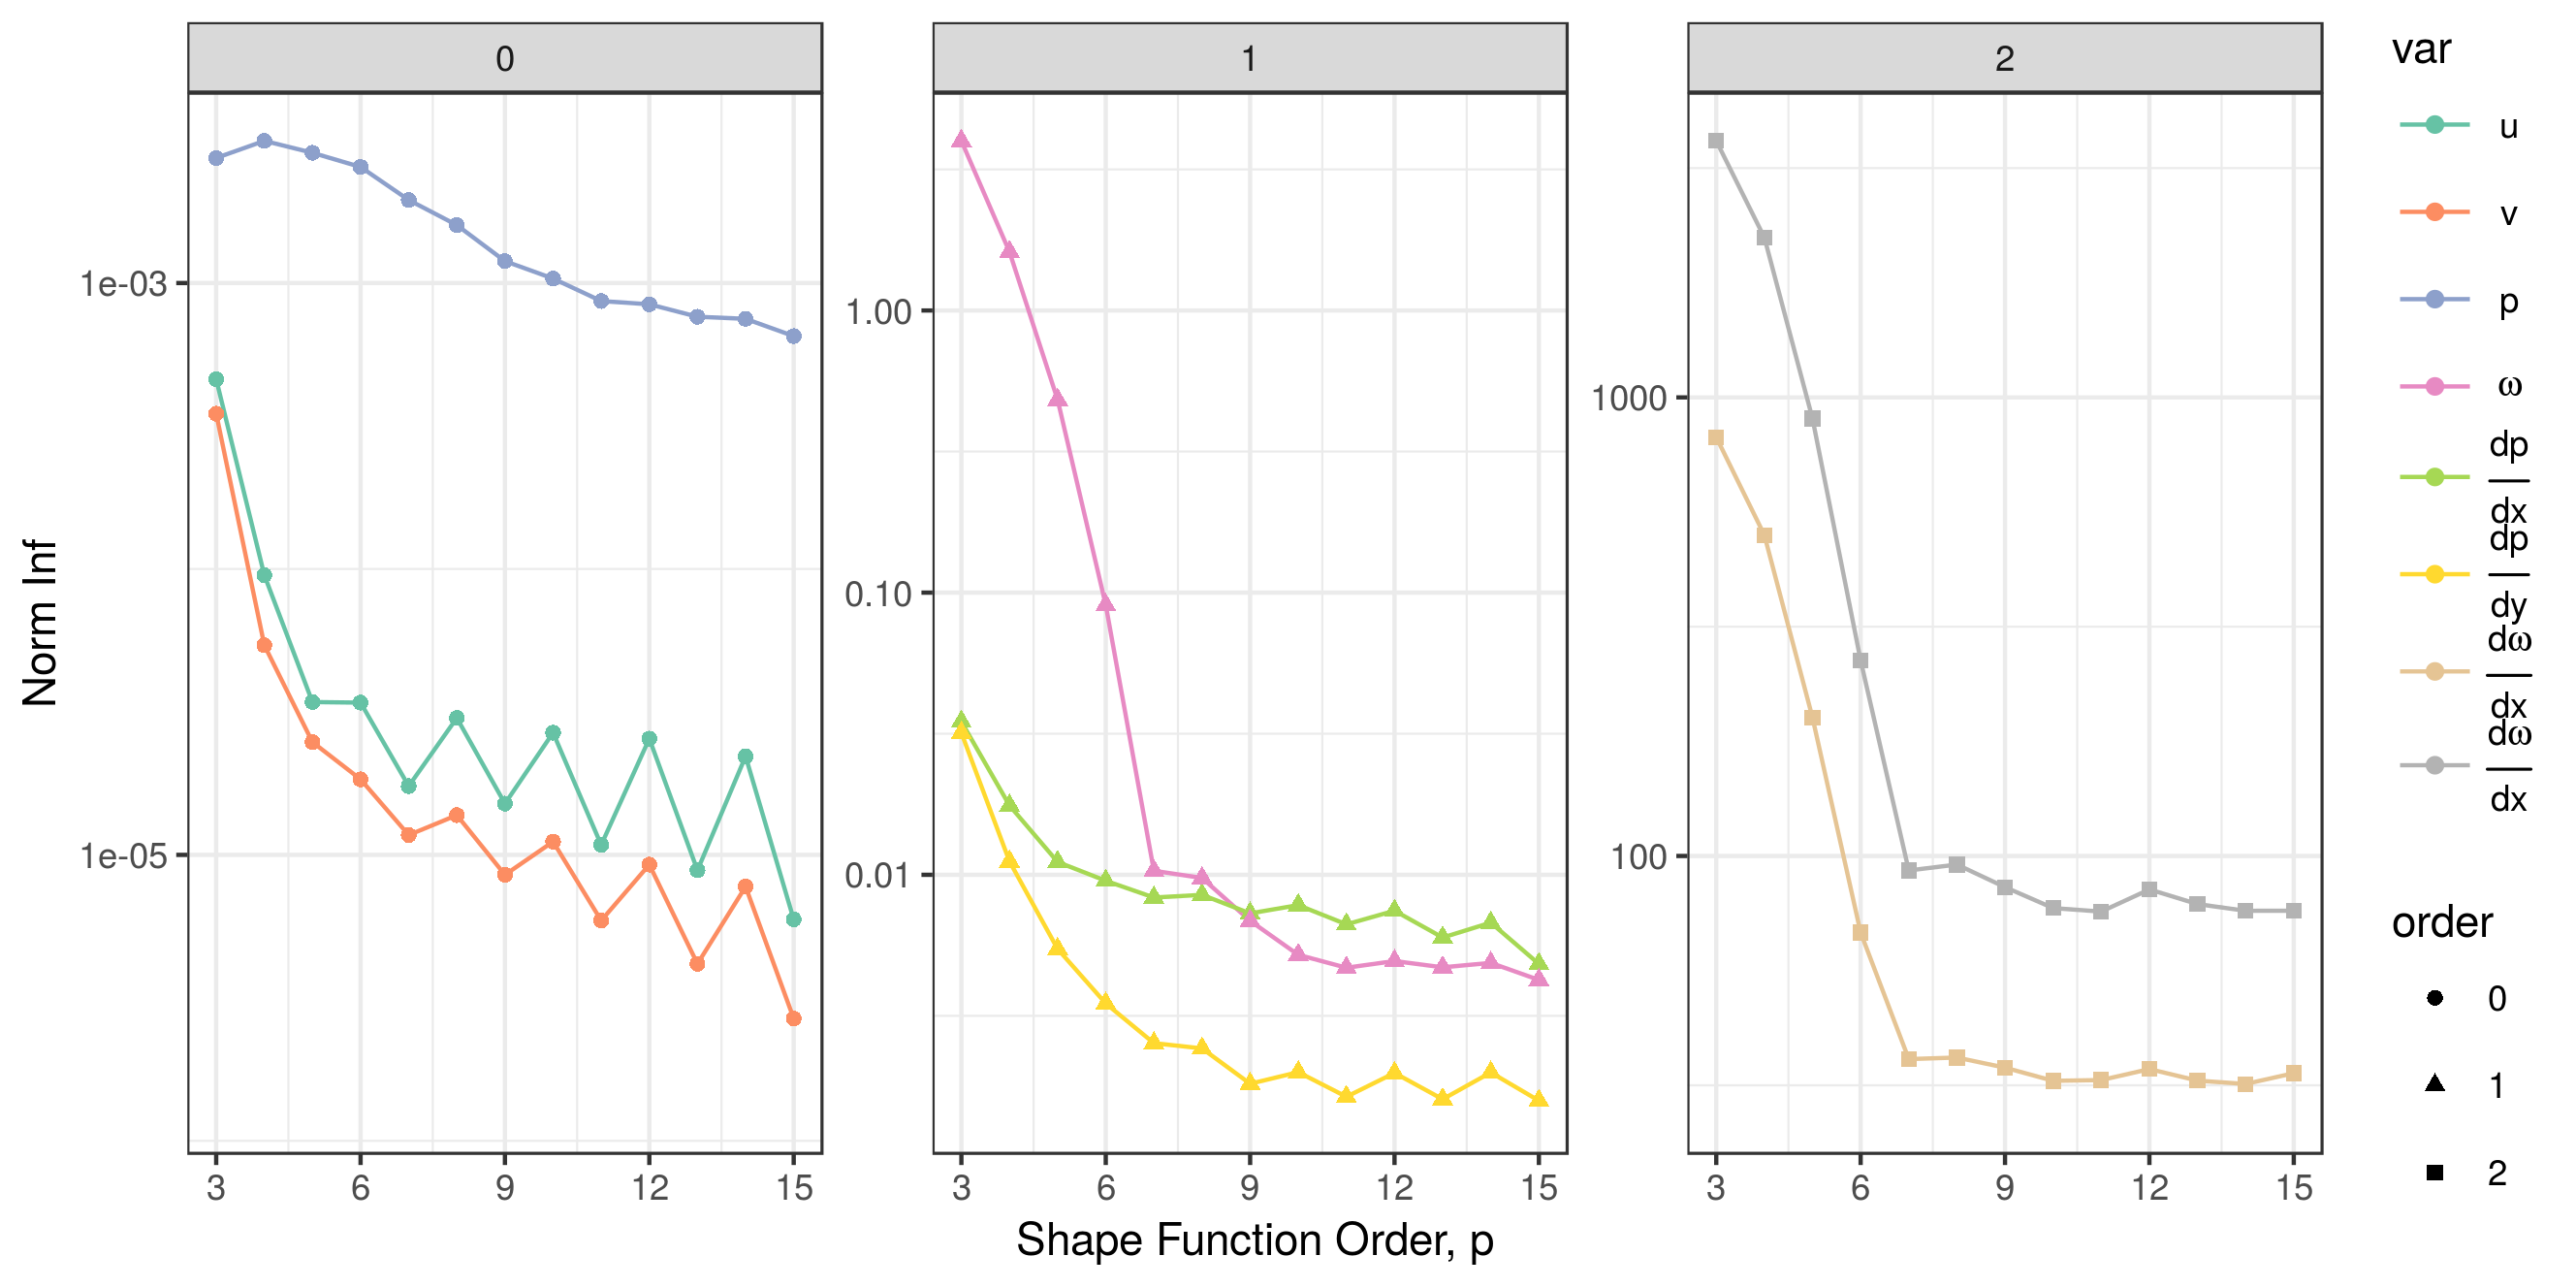 0
1
2
Norm Inf
1e-03
1e-05
3 6 9 12 15
1.00
0.10
0.01
3 6 9 12 15
1000
100
3 6 9 12 15
Shape Function Order, p
var
u
v
p
ω
dp
dx
dp
dy
dω
dx
dω
dx
order
0
1
2